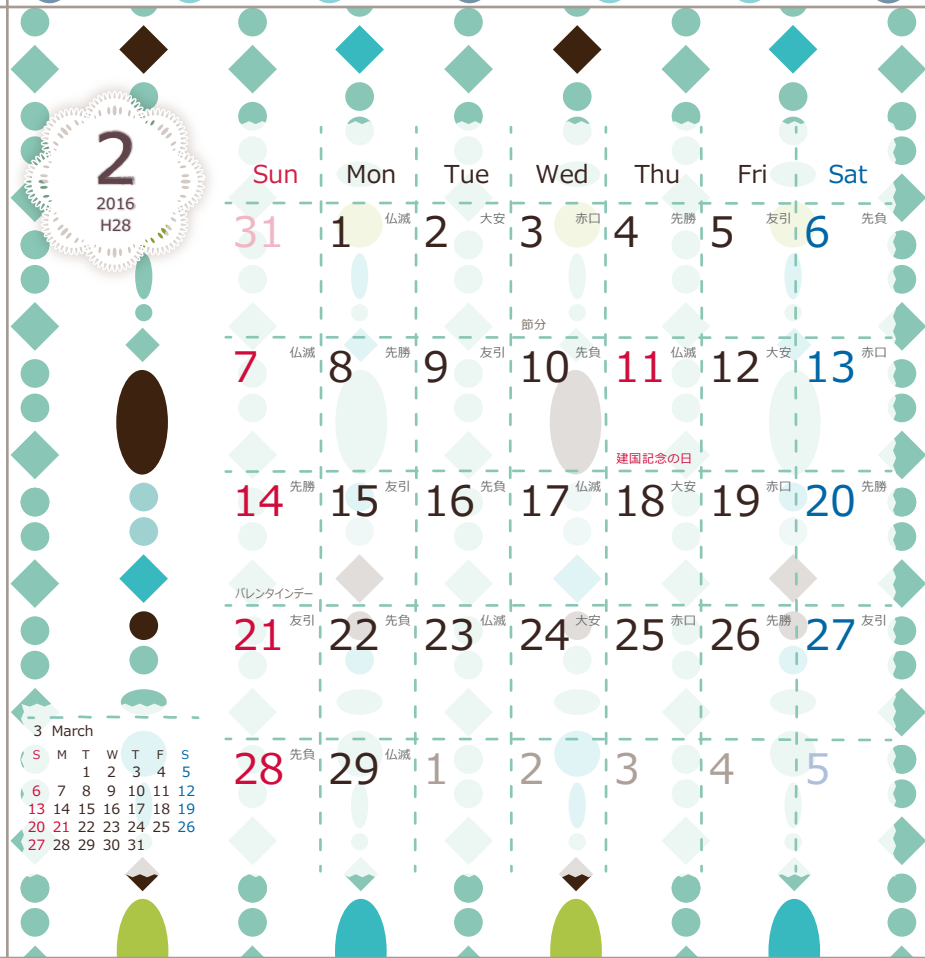 2
2016
H28
Sun Mon Tue Wed Thu Fri Sat
31 1 仏滅 2 大安 3 赤口 4 先勝 5 友引 6 先負
節分
7 仏滅 8 先勝 9 友引 10 先負 11 仏滅 12 大安 13 赤口
建国記念の日
14 先勝 15 友引 16 先負 17 仏滅 18 大安 19 赤口 20 先勝
バレンタインデー
21 友引 22 先負 23 仏滅 24 大安 25 赤口 26 先勝 27 友引
28 先負 29 仏滅 1 2 3 4 5
3 March
S M T W T F S
1 2 3 4 5
6 7 8 9 10 11 12
13 14 15 16 17 18 19
20 21 22 23 24 25 26
27 28 29 30 31